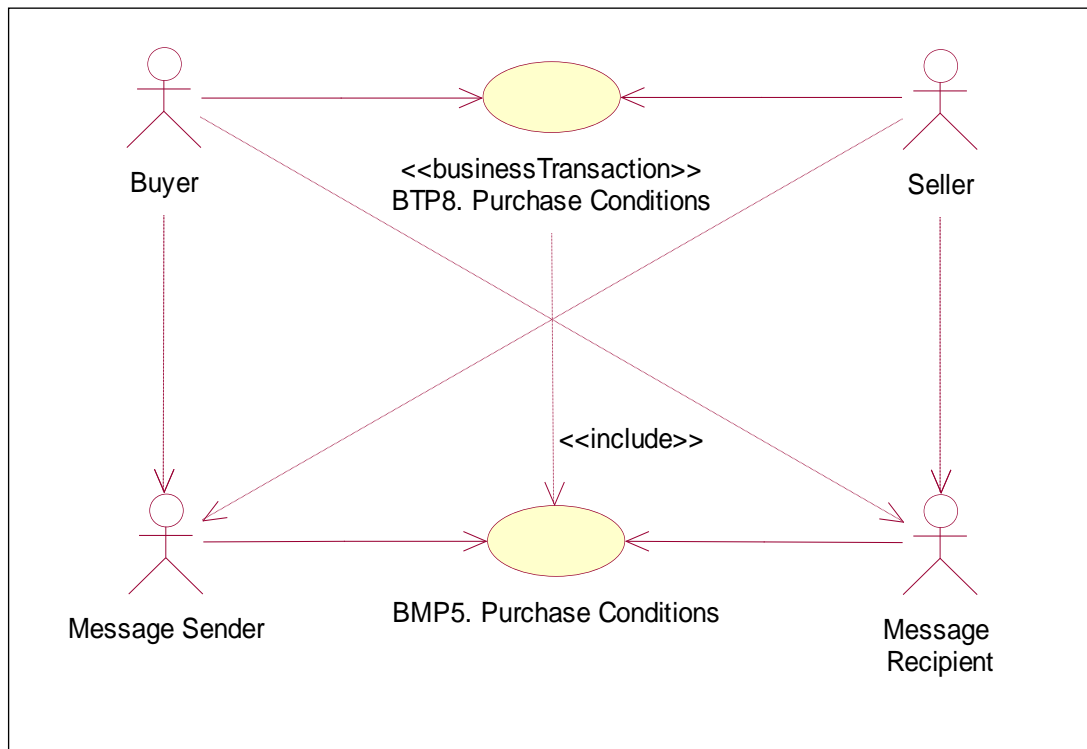 Buyer
<<businessTransaction>>
BTP8. Purchase Conditions
Seller
<<include>>
Message Sender
BMP5. Purchase Conditions
Message
Recipient